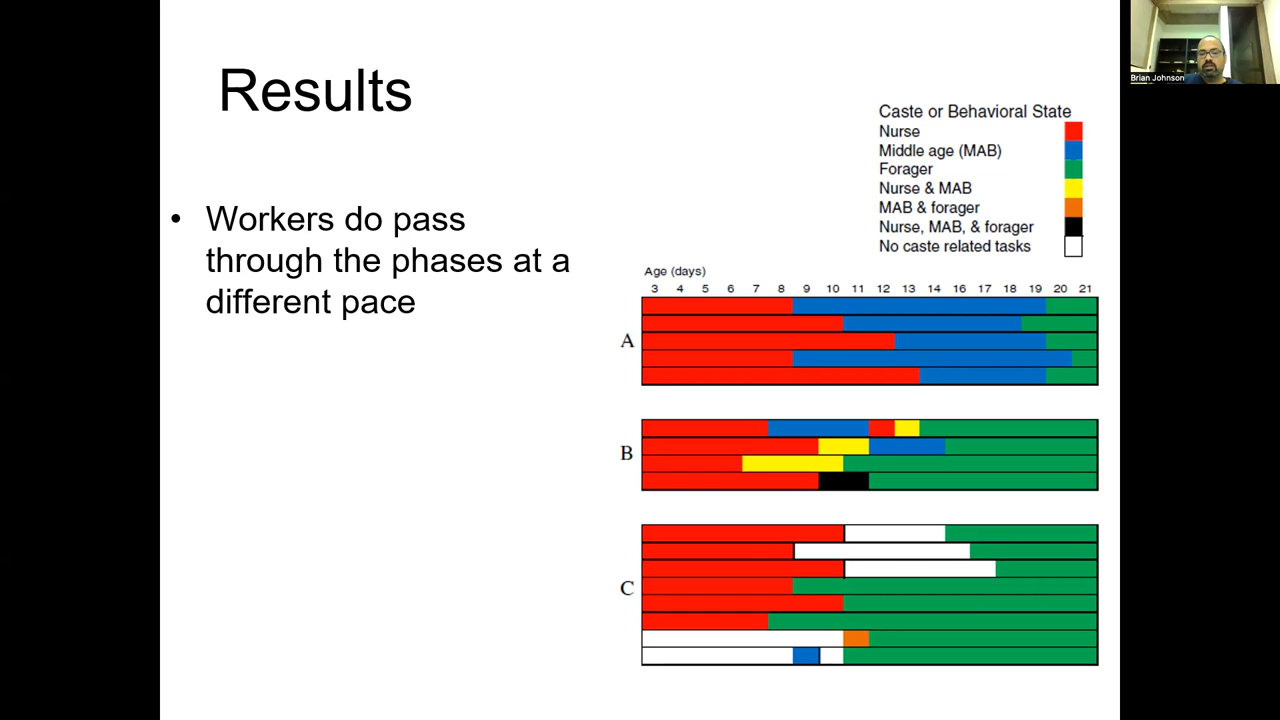 Results
• Workers do pass
through the phases at a
different pace
Caste or Behavioral State
Nurse
Middle age (MAB)
Forager
Nurse & MAB
MAB & forager
Nurse, MAB, & forager
No caste related tasks
Age (days)
3 4 5 6 7 8 9 10 11 12 13 14 16 17 18 19 20 21
A
B
C
Brian Johnson